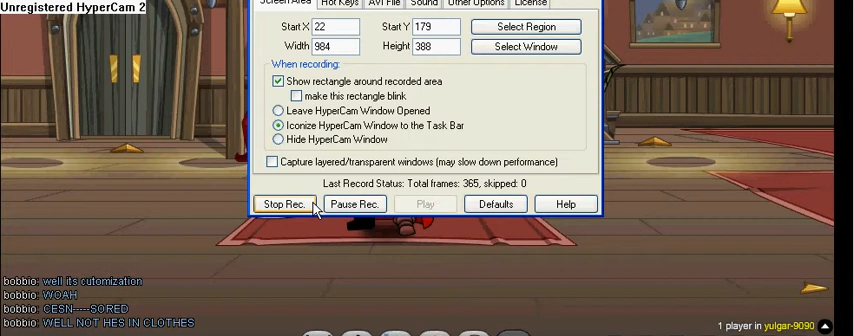 Unregistered HyperCam 2
Screen Area Hot Keys AVI File Sound Other Options License
Start X 22 Start Y 179 Select Region
Width 984 Height 388 Select Window
When recording:
Show rectangle around recorded area
make this rectangle blink
Leave HyperCam Window Opened
Iconize HyperCam Window to the Task Bar
Hide HyperCam Window
Capture layered/transparent windows (may slow down performance)
Last Record Status: Total frames: 365, skipped: 0
Stop Rec. Pause Rec. Play Defaults Help
bobbio: well its cutomization
bobbio: WOAH
bobbio: CESN-----SORED
bobbio: WELL NOT HES IN CLOTHES
1 player in yulgar-9090